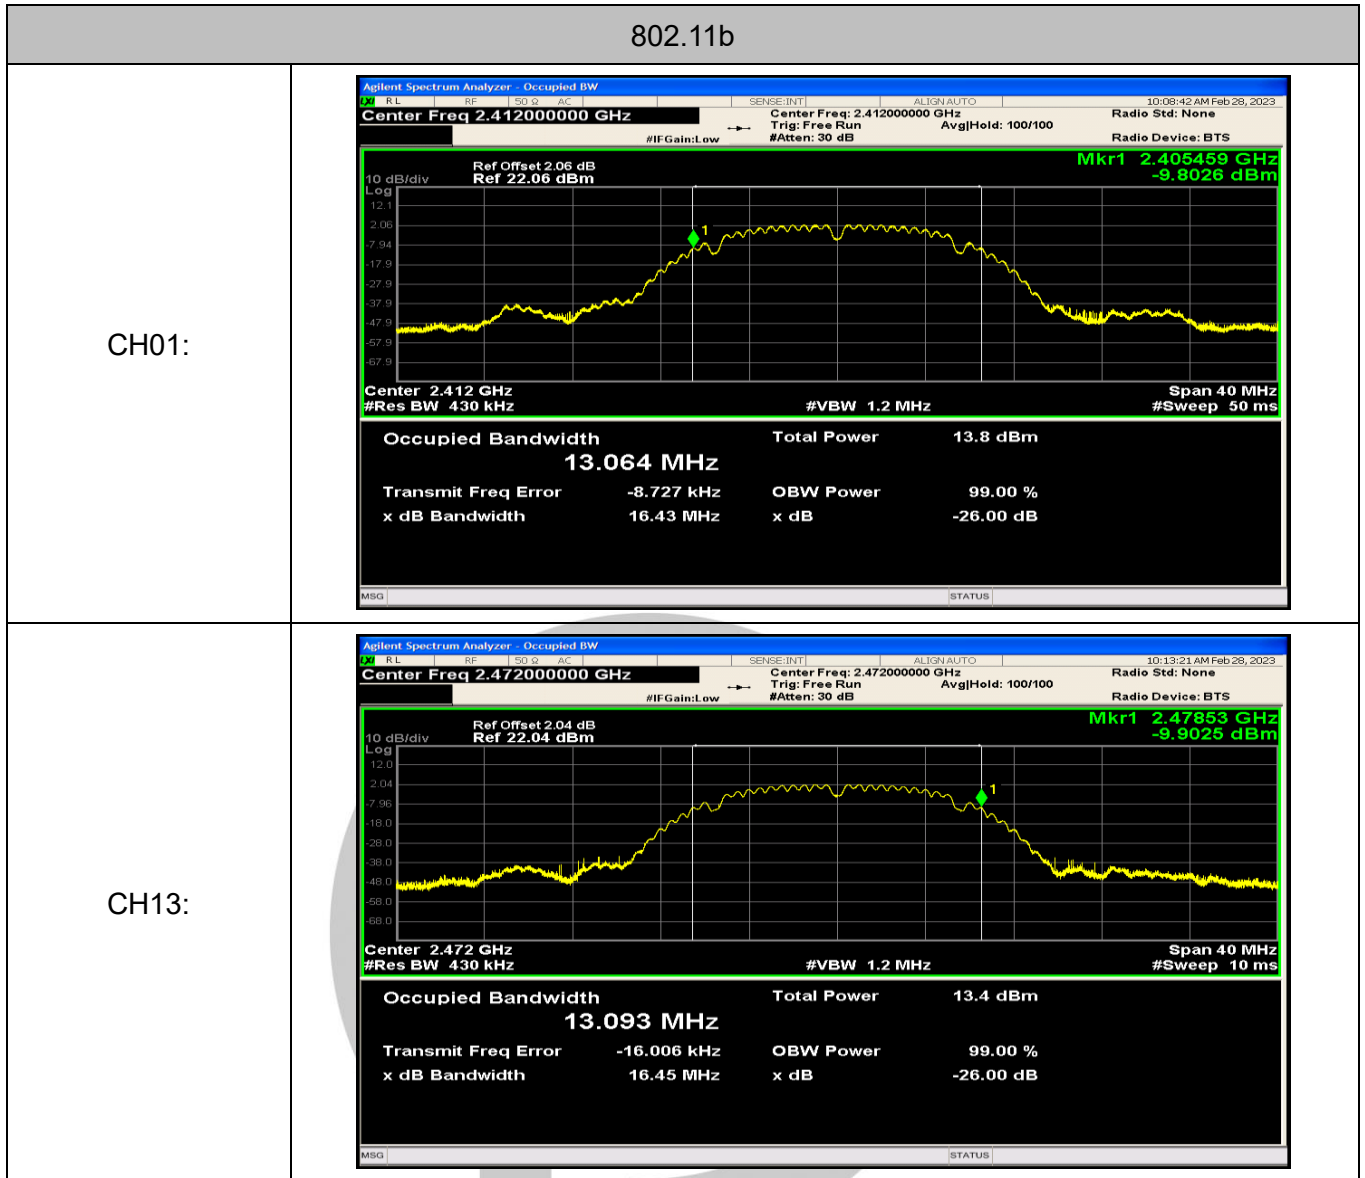 802.11b
CH01:
Agilent Spectrum Analyzer - Occupied BW
LXI RL RF 50 Ω AC SENSE:INT ALIGN AUTO 10:08:42 AM Feb 28, 2023
Center Freq 2.412000000 GHz Center Freq: 2.412000000 GHz Radio Std: None
Trig: Free Run Avg|Hold: 100/100
#IFGain:Low #Atten: 30 dB Radio Device: BTS
Mkr1 2.405459 GHz
-9.8026 dBm
Ref Offset 2.06 dB
10 dB/div Ref 22.06 dBm
Log
12.1
2.06
-7.94
-17.9
-27.9
-37.9
-47.9
-57.9
-67.9
1
Center 2.412 GHz Span 40 MHz
#Res BW 430 kHz #VBW 1.2 MHz #Sweep 50 ms
Occupied Bandwidth Total Power 13.8 dBm
13.064 MHz
Transmit Freq Error -8.727 kHz OBW Power 99.00 %
x dB Bandwidth 16.43 MHz x dB -26.00 dB
MSG STATUS
CH13:
Agilent Spectrum Analyzer - Occupied BW
LXI RL RF 50 Ω AC SENSE:INT ALIGN AUTO 10:13:21 AM Feb 28, 2023
Center Freq 2.472000000 GHz Center Freq: 2.472000000 GHz Radio Std: None
Trig: Free Run Avg|Hold: 100/100
#IFGain:Low #Atten: 30 dB Radio Device: BTS
Mkr1 2.47853 GHz
-9.9025 dBm
Ref Offset 2.04 dB
10 dB/div Ref 22.04 dBm
Log
12.0
2.04
-7.96
-18.0
-28.0
-38.0
-48.0
-58.0
-68.0
1
Center 2.472 GHz Span 40 MHz
#Res BW 430 kHz #VBW 1.2 MHz #Sweep 10 ms
Occupied Bandwidth Total Power 13.4 dBm
13.093 MHz
Transmit Freq Error -16.006 kHz OBW Power 99.00 %
x dB Bandwidth 16.45 MHz x dB -26.00 dB
MSG STATUS